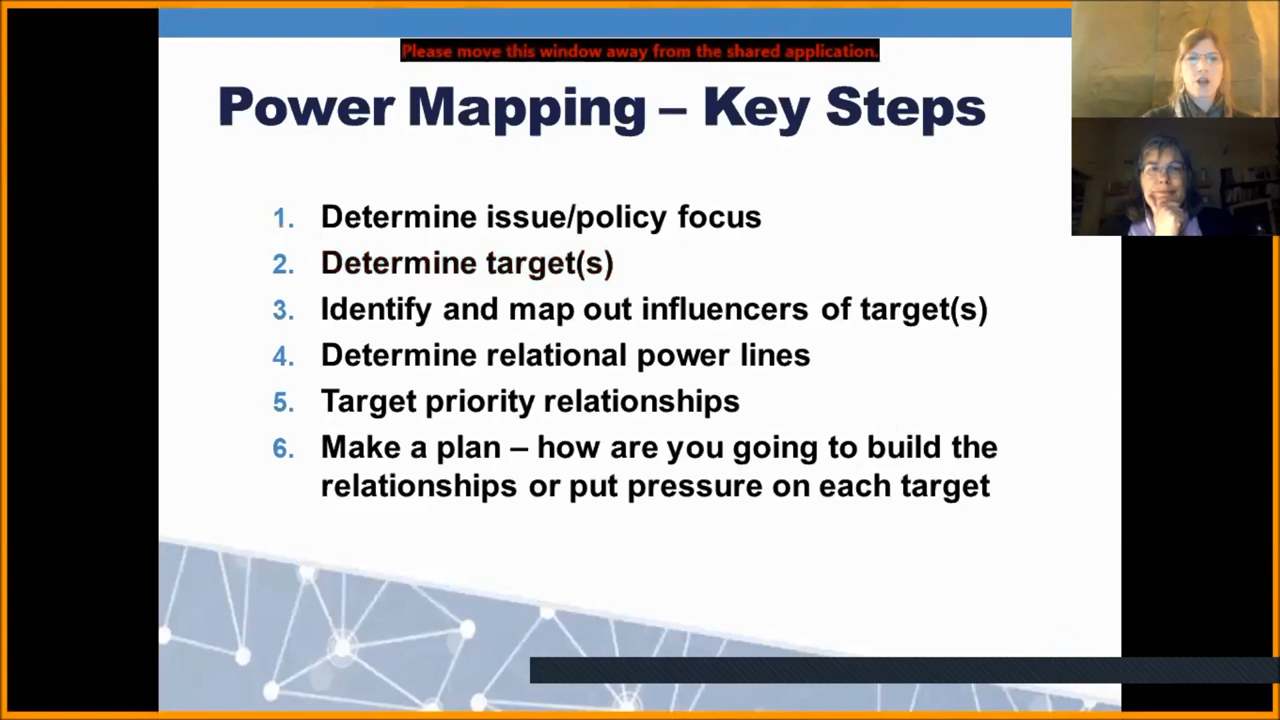 Please move this window away from the shared application.
Power Mapping – Key Steps
1. Determine issue/policy focus
2. Determine target(s)
3. Identify and map out influencers of target(s)
4. Determine relational power lines
5. Target priority relationships
6. Make a plan – how are you going to build the
relationships or put pressure on each target